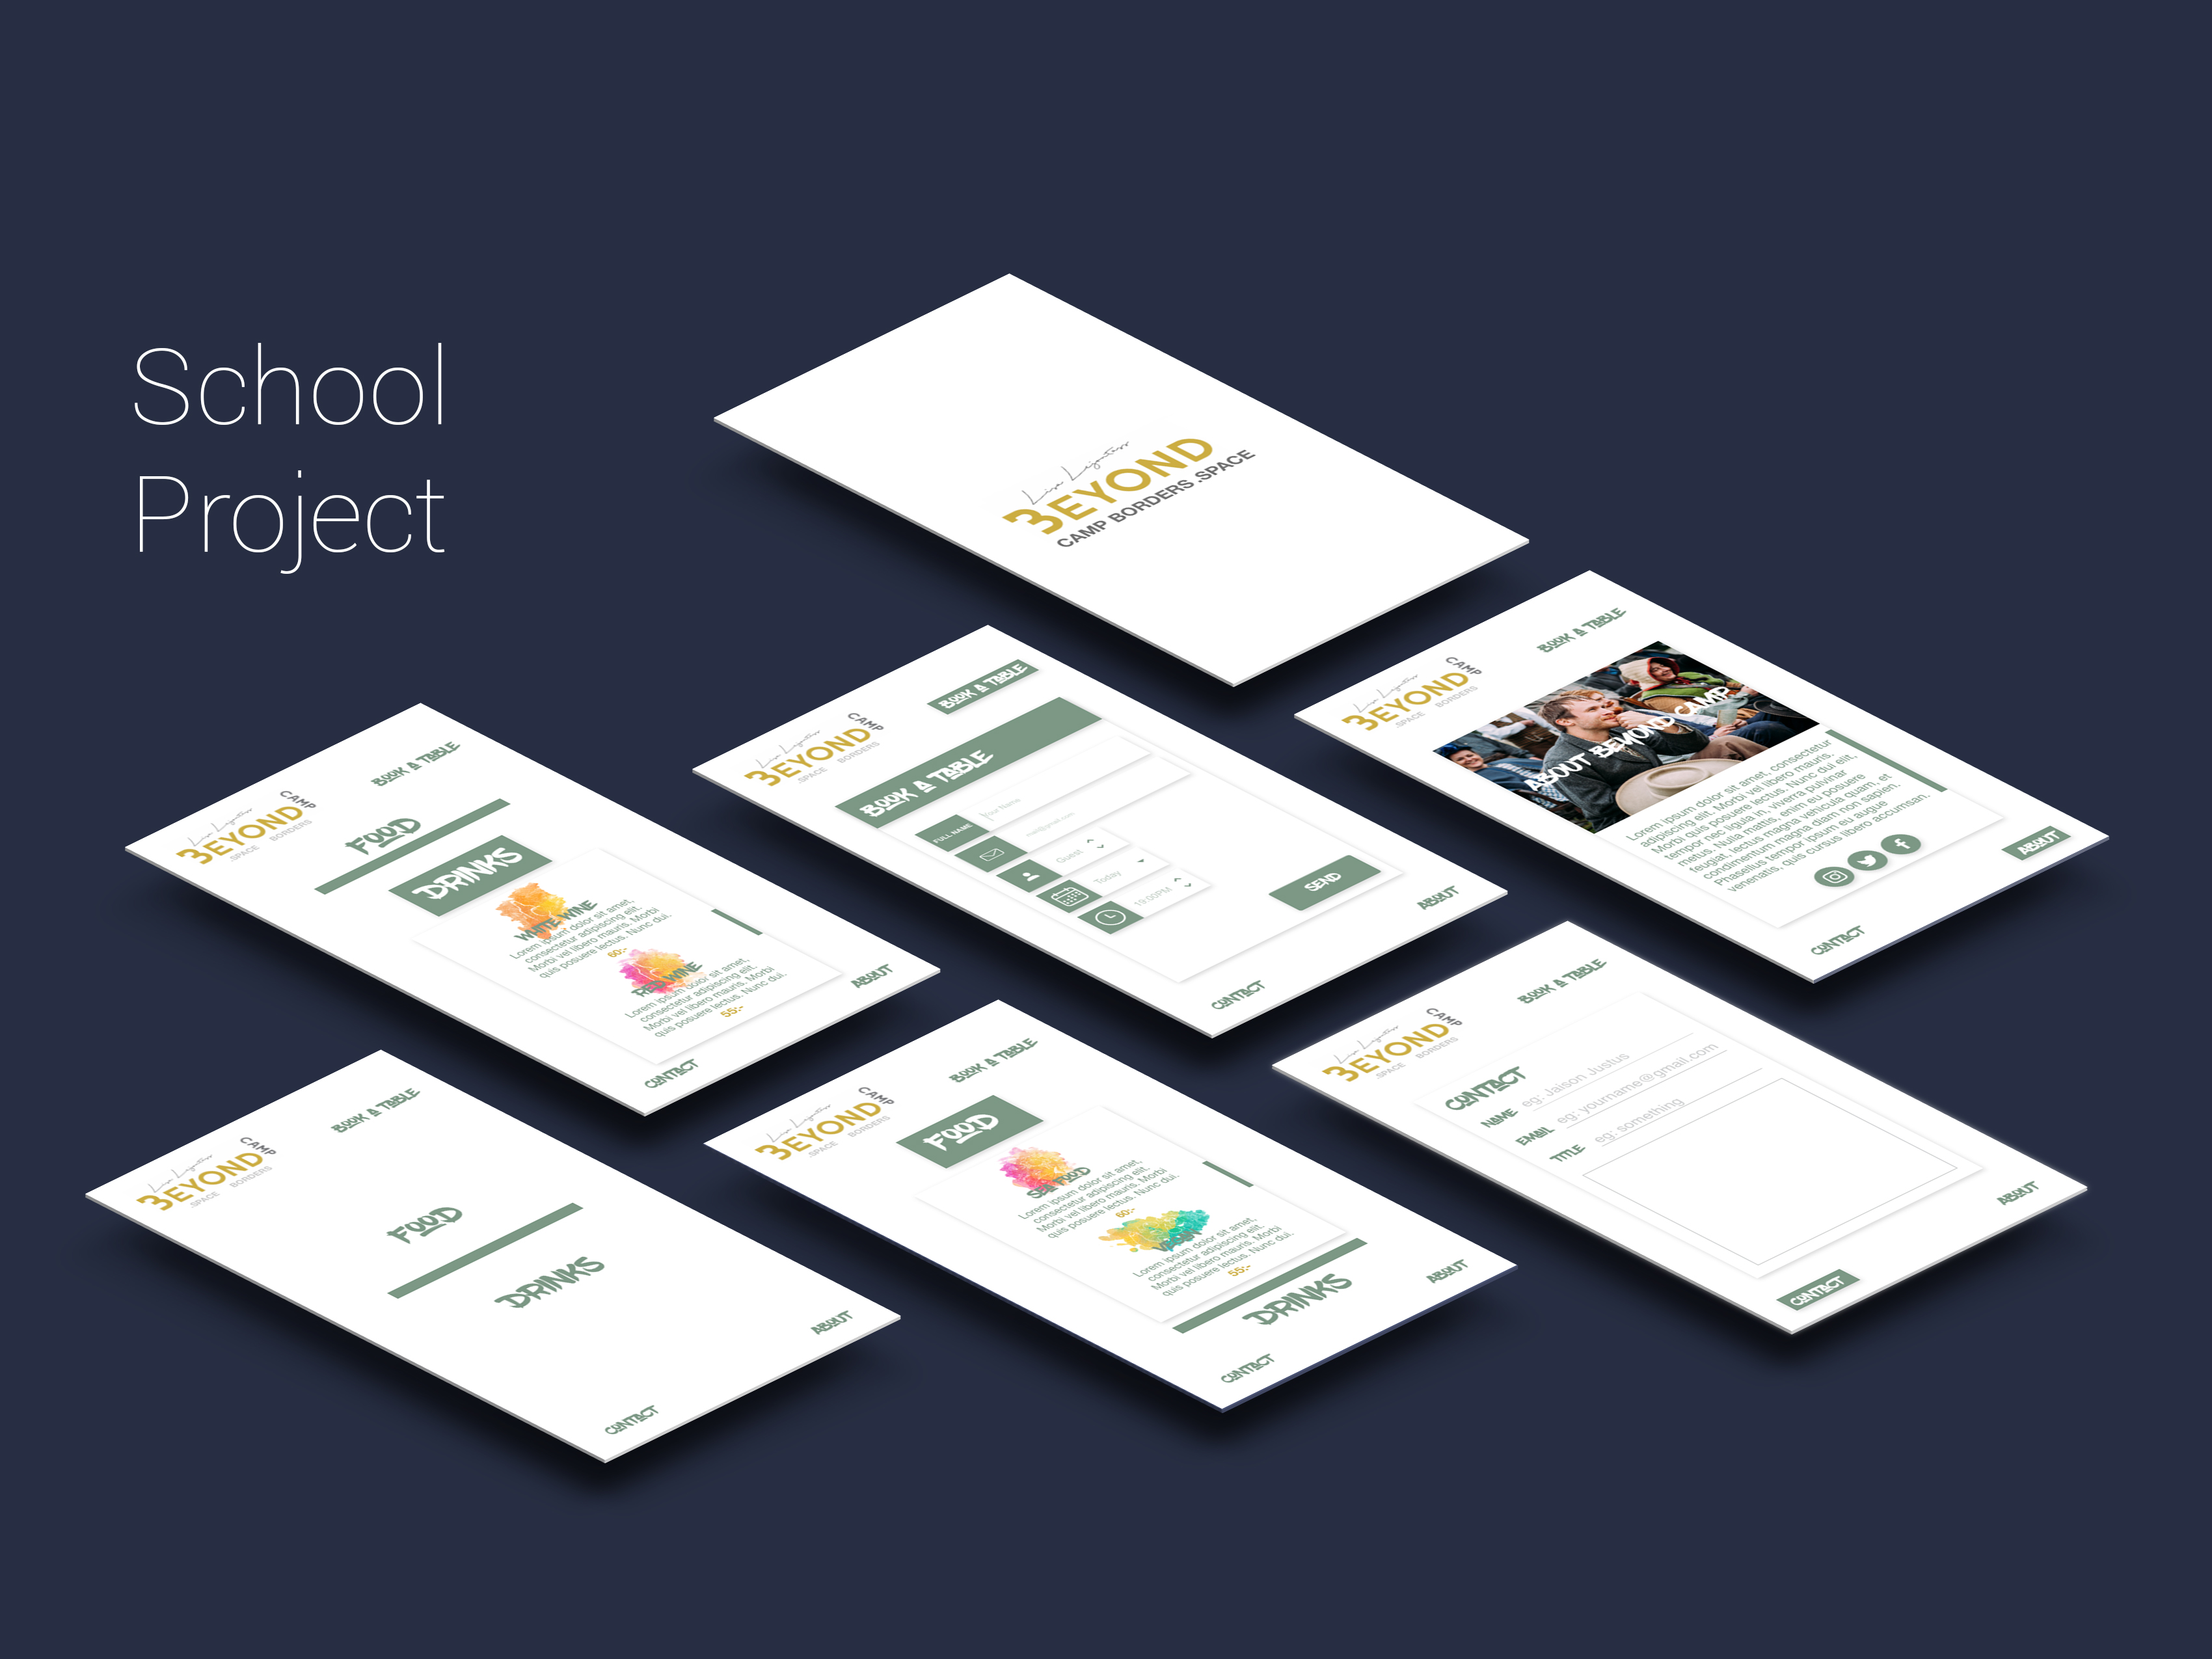 School
Project
BEYOND
CAMP BORDERS .SPACE
BOOK A TABLE
CAMP
BEYOND
.SPACE BORDERS
FOOD
DRINKS
WHITE WINE
Lorem ipsum dolor sit amet,
consectetur adipiscing elit.
Morbi vel libero mauris. Morbi
quis posuere lectus. Nunc dui.
60:-
RED WINE
Lorem ipsum dolor sit amet,
consectetur adipiscing elit.
Morbi vel libero mauris. Morbi
quis posuere lectus. Nunc dui.
55:-
ABOUT
CONTACT
BOOK A TABLE
CAMP
BEYOND
.SPACE BORDERS
BOOK A TABLE
FULL NAME
Your Name
Guest
Today
19:00PM
SEND
ABOUT
CONTACT
BOOK A TABLE
CAMP
BEYOND
.SPACE BORDERS
ABOUT BEYOND CAMP
Lorem ipsum dolor sit amet, consectetur
adipiscing elit. Morbi vel libero mauris.
Morbi quis posuere lectus. Nunc dui elit,
tempor nec ligula in, viverra pulvinar
metus. Nulla mattis, enim eu posuere
feugiat, lectus magna vehicula quam, et
condimentum magna diam non sapien.
Phasellus tempor ipsum eu augue
venenatis, quis cursus libero accumsan.
ABOUT
CONTACT
BOOK A TABLE
CAMP
BEYOND
.SPACE BORDERS
FOOD
DRINKS
ABOUT
CONTACT
BOOK A TABLE
CAMP
BEYOND
.SPACE BORDERS
FOOD
SEA FOOD
Lorem ipsum dolor sit amet,
consectetur adipiscing elit.
Morbi vel libero mauris. Morbi
quis posuere lectus. Nunc dui.
60:-
VEGAN
Lorem ipsum dolor sit amet,
consectetur adipiscing elit.
Morbi vel libero mauris. Morbi
quis posuere lectus. Nunc dui.
55:-
DRINKS
ABOUT
CONTACT
BOOK A TABLE
CAMP
BEYOND
.SPACE BORDERS
CONTACT
NAME eg: Jaison Justus
EMAIL eg: yourname@gmail.com
TITLE eg: something
ABOUT
CONTACT